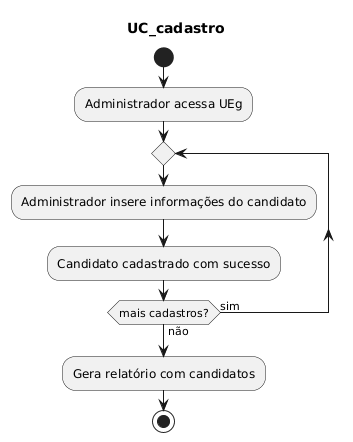 UC_cadastro
Administrador acessa UEg
Administrador insere informações do candidato
Candidato cadastrado com sucesso
mais cadastros?
sim
não
Gera relatório com candidatos